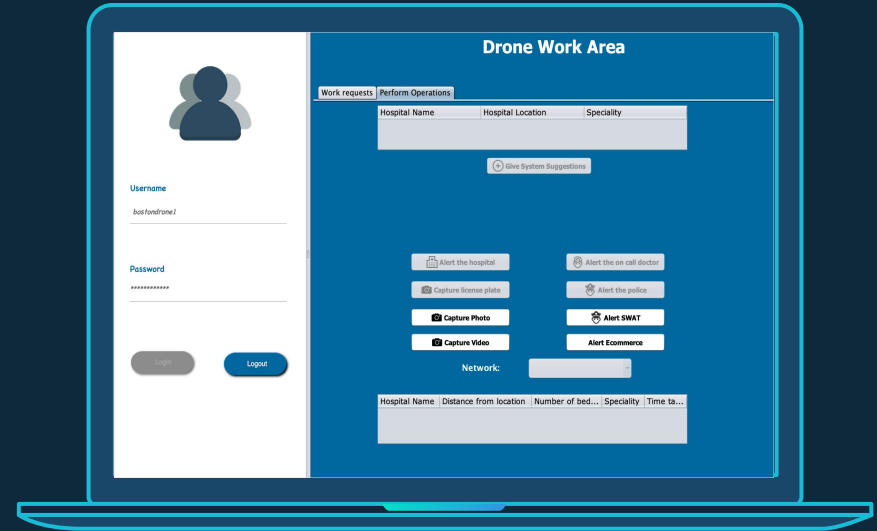 Drone Work Area
Work requests Perform Operations
Hospital Name Hospital Location Speciality
Give System Suggestions
Username
bostondrone1
Password
************
Login Logout
Alert the hospital Alert the on call doctor
Capture license plate Alert the police
Capture Photo Alert SWAT
Capture Video Alert Ecommerce
Network:
Hospital Name Distance from location Number of bed... Speciality Time ta...